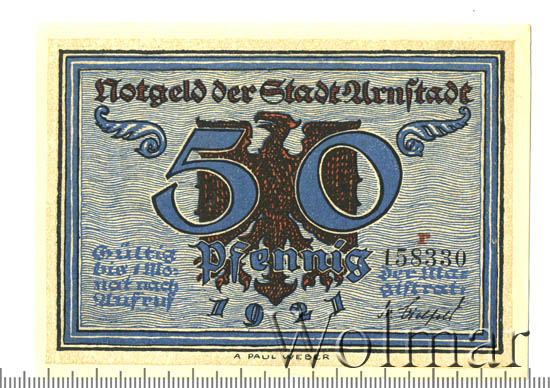 Notgeld der Stadt Arnstadt
50
Pfennig
Gültig
bis 1 Mo⸗
nat nach
Aufruf
1921
F
158330
der Mag
istrat:
A PAUL WEBER
Wolmar